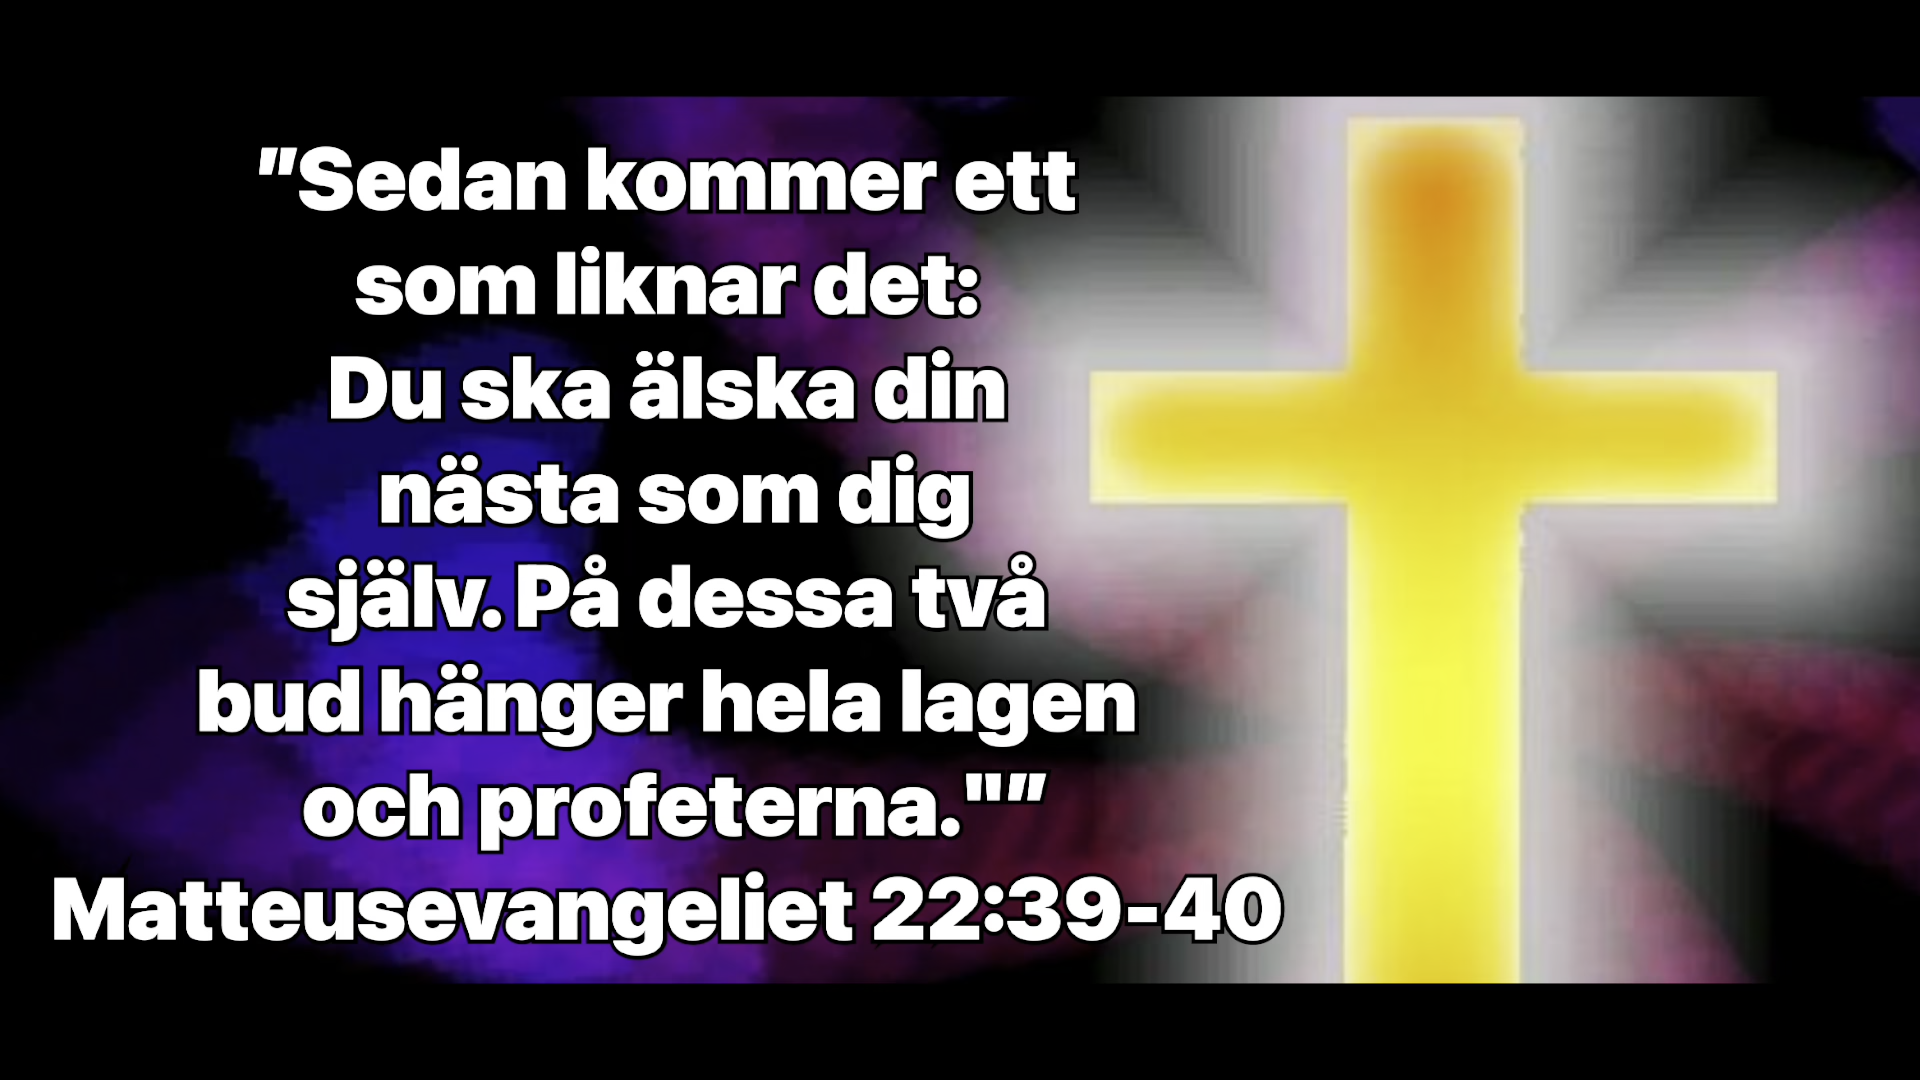 "Sedan kommer ett
som liknar det:
Du ska älska din
nästa som dig
själv. På dessa två
bud hänger hela lagen
och profeterna.""
Matteusevangeliet 22:39-40